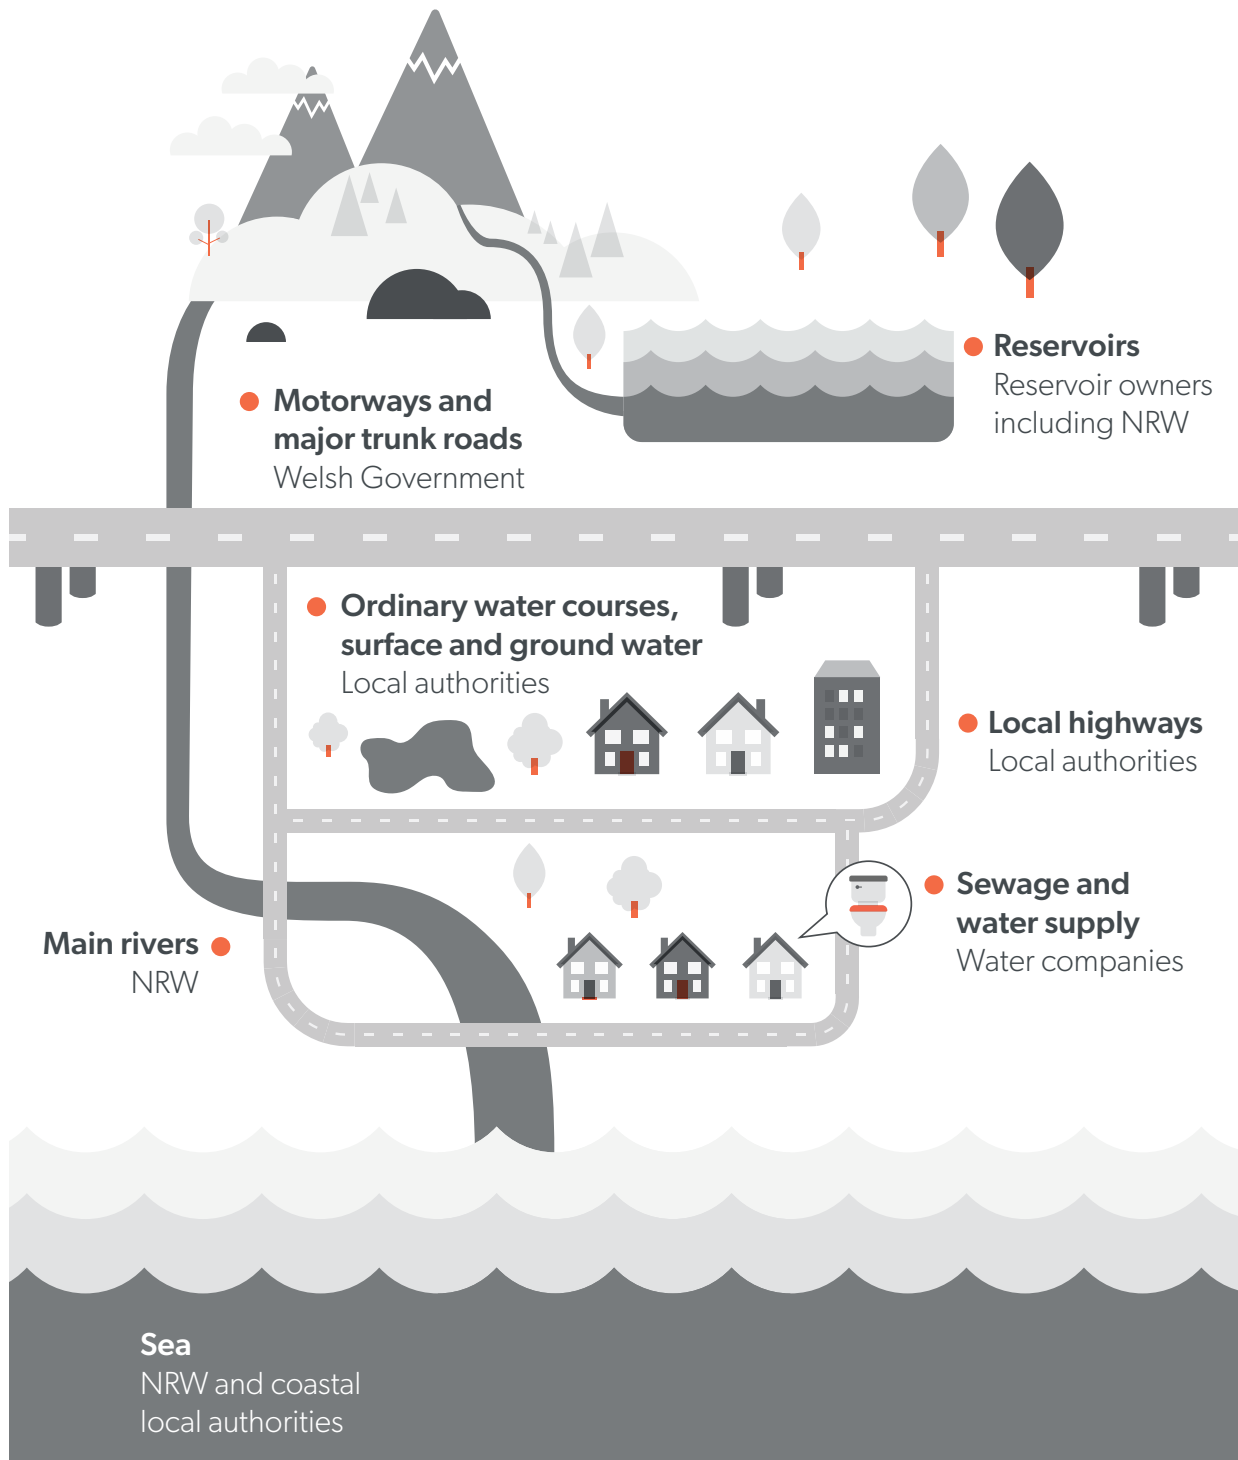 Reservoirs
Reservoir owners
including NRW
Motorways and
major trunk roads
Welsh Government
Ordinary water courses,
surface and ground water
Local authorities
Local highways
Local authorities
Sewage and
water supply
Water companies
Main rivers
NRW
Sea
NRW and coastal
local authorities